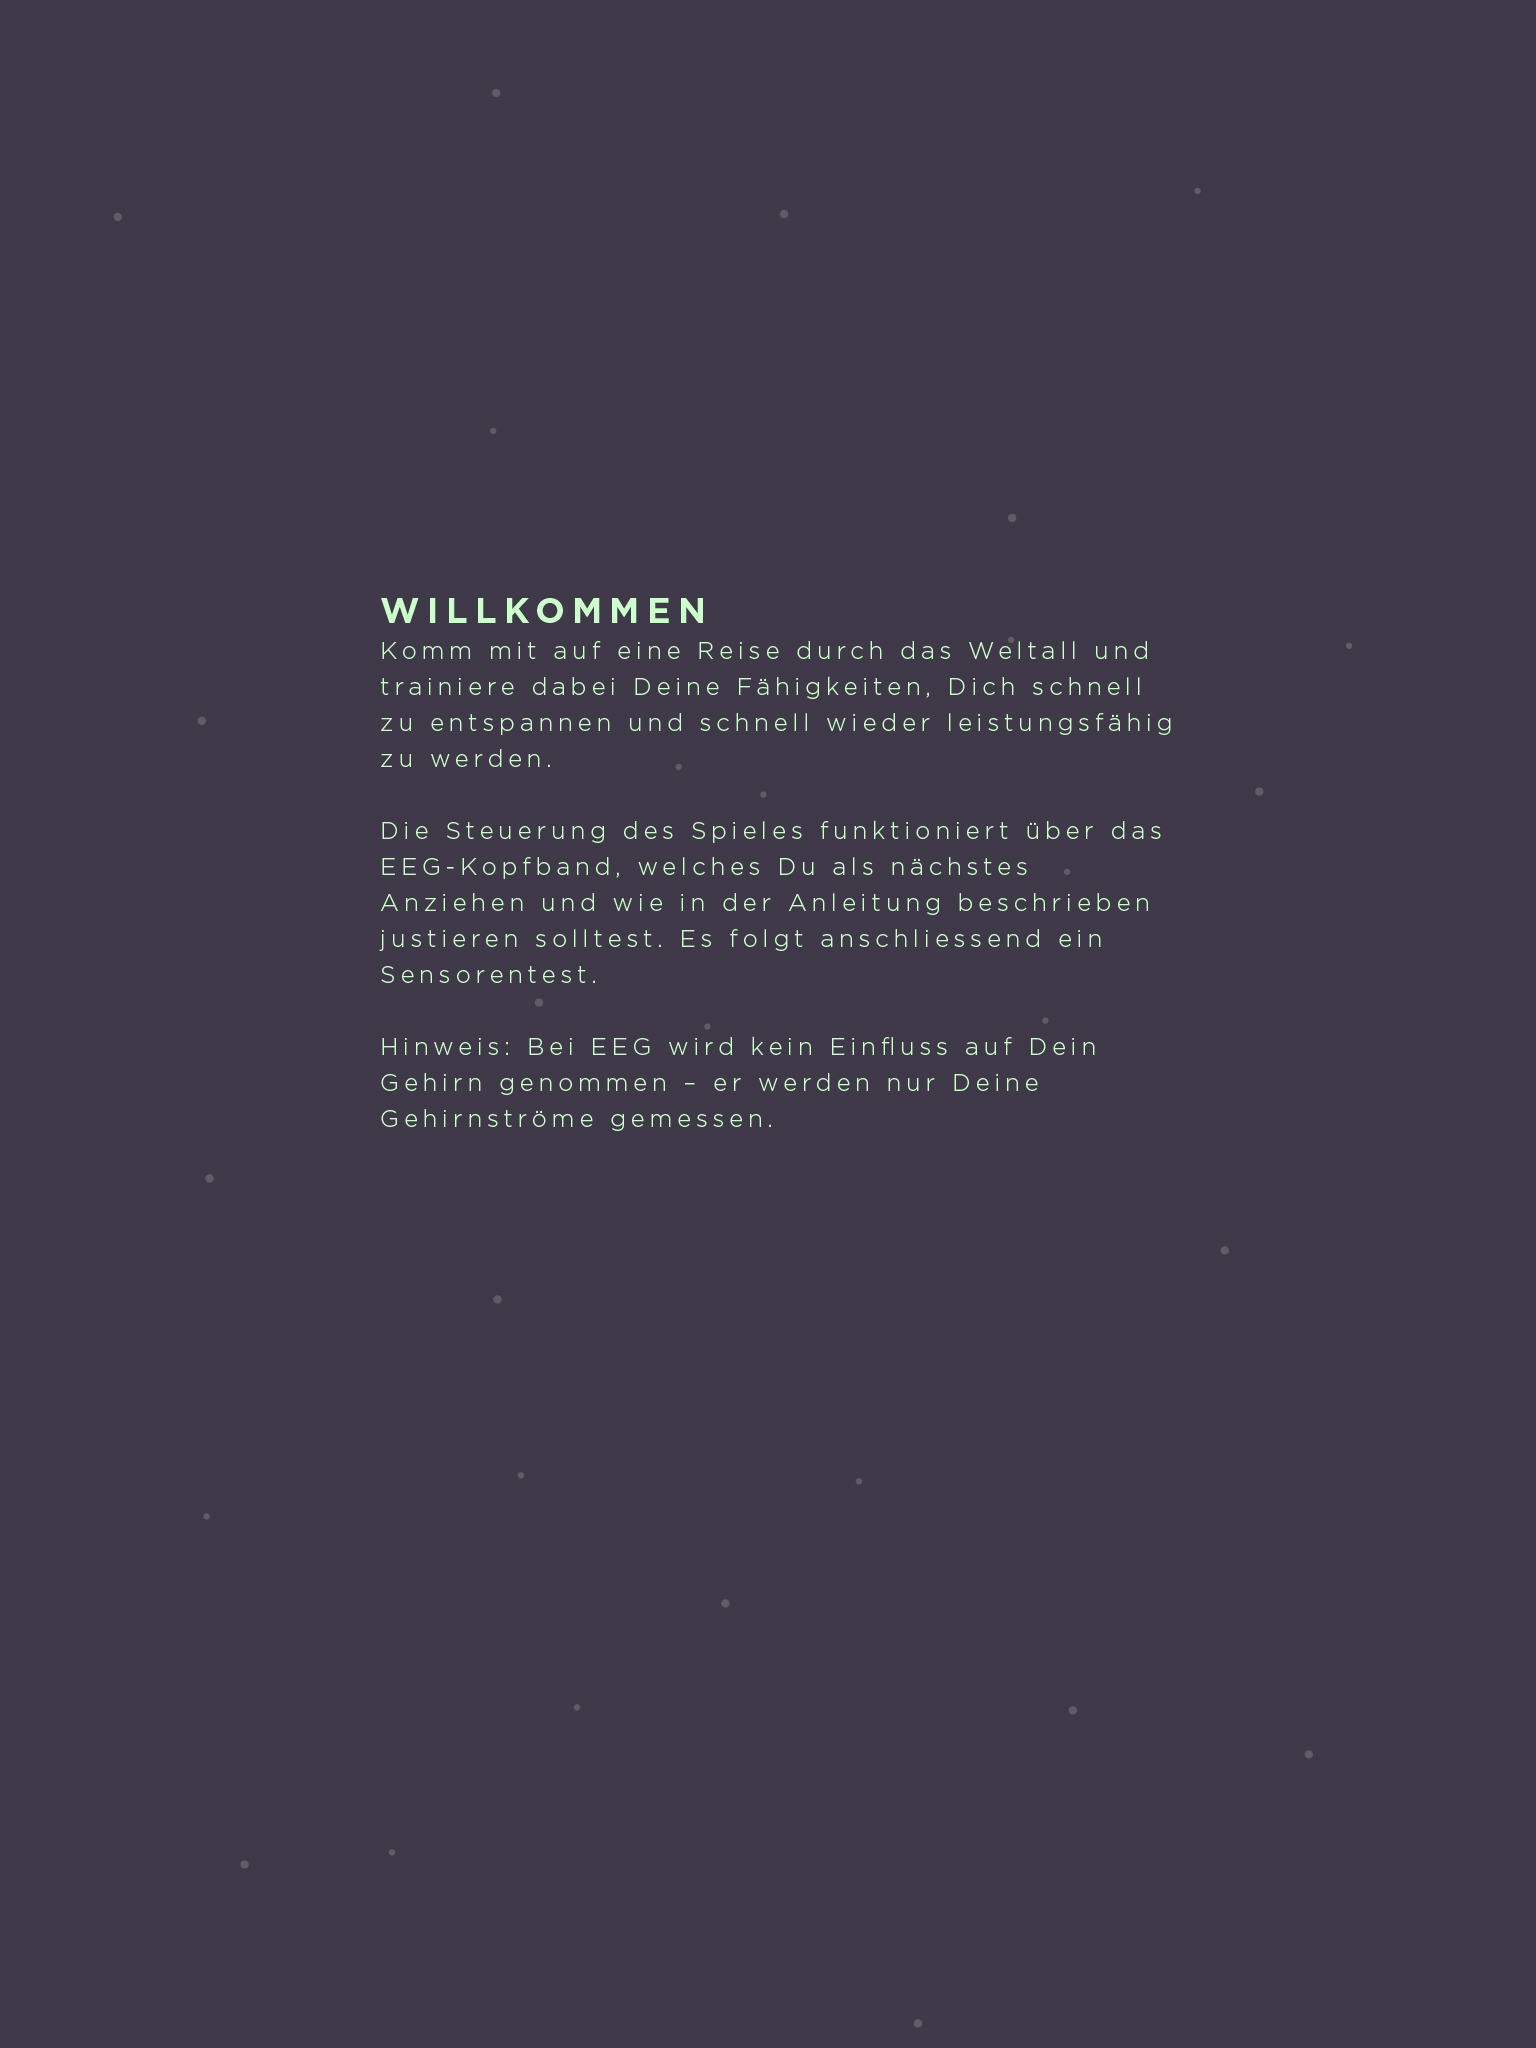 WILLKOMMEN
Komm mit auf eine Reise durch das Weltall und
trainiere dabei Deine Fähigkeiten, Dich schnell
zu entspannen und schnell wieder leistungsfähig
zu werden.
Die Steuerung des Spieles funktioniert über das
EEG-Kopfband, welches Du als nächstes
Anziehen und wie in der Anleitung beschrieben
justieren solltest. Es folgt anschliessend ein
Sensorentest.
Hinweis: Bei EEG wird kein Einfluss auf Dein
Gehirn genommen – er werden nur Deine
Gehirnströme gemessen.